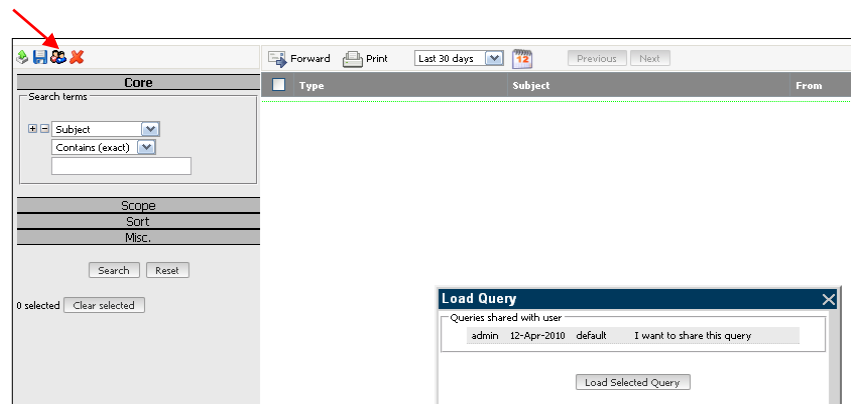 Forward Print Last 30 days 12 Previous Next
Core
Type Subject From
Search terms
Subject
Contains (exact)
Scope
Sort
Misc.
Search Reset
0 selected Clear selected
Load Query
Queries shared with user
admin 12-Apr-2010 default I want to share this query
Load Selected Query